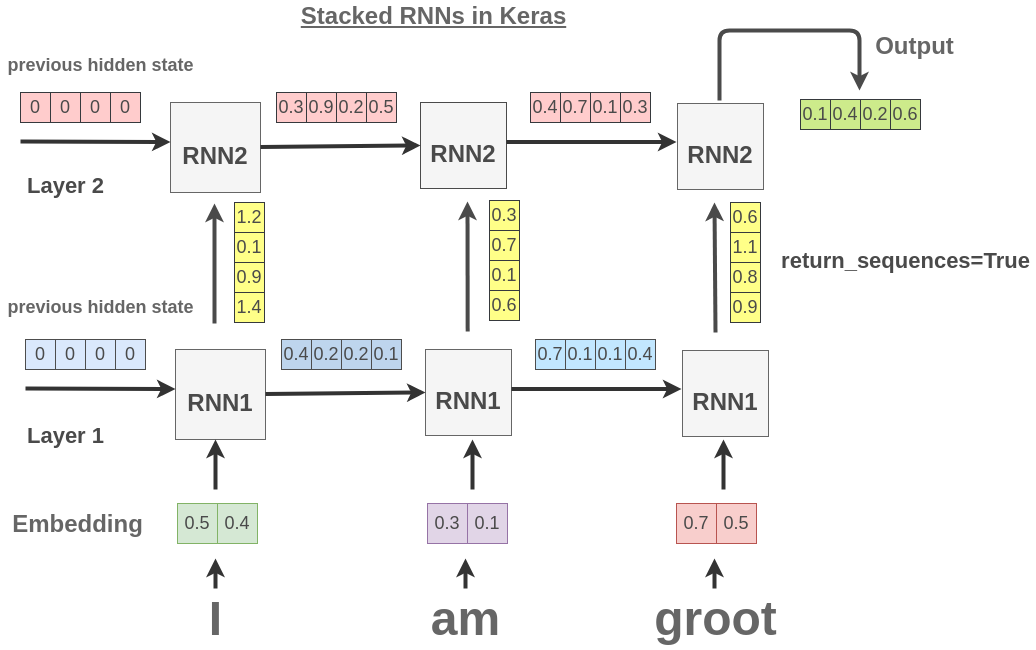 Stacked RNNs in Keras
Output
previous hidden state
0 0 0 0
0.3 0.9 0.2 0.5
0.4 0.7 0.1 0.3
0.1 0.4 0.2 0.6
RNN2
RNN2
RNN2
Layer 2
1.2
0.1
0.9
1.4
0.3
0.7
0.1
0.6
0.6
1.1
0.8
0.9
return_sequences=True
previous hidden state
0 0 0 0
0.4 0.2 0.2 0.1
0.7 0.1 0.1 0.4
RNN1
RNN1
RNN1
Layer 1
Embedding
0.5 0.4
0.3 0.1
0.7 0.5
I
am
groot